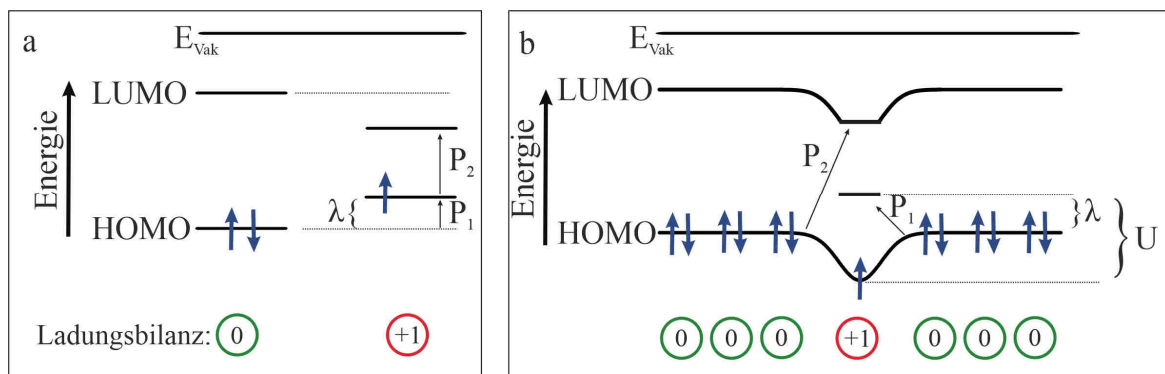 a
E_Vak
LUMO
Energie
P_2
λ{
P_1
HOMO
Ladungsbilanz: 0 +1
b
E_Vak
LUMO
Energie
P_2
P_1
}λ
HOMO
} U
0 0 0 +1 0 0 0